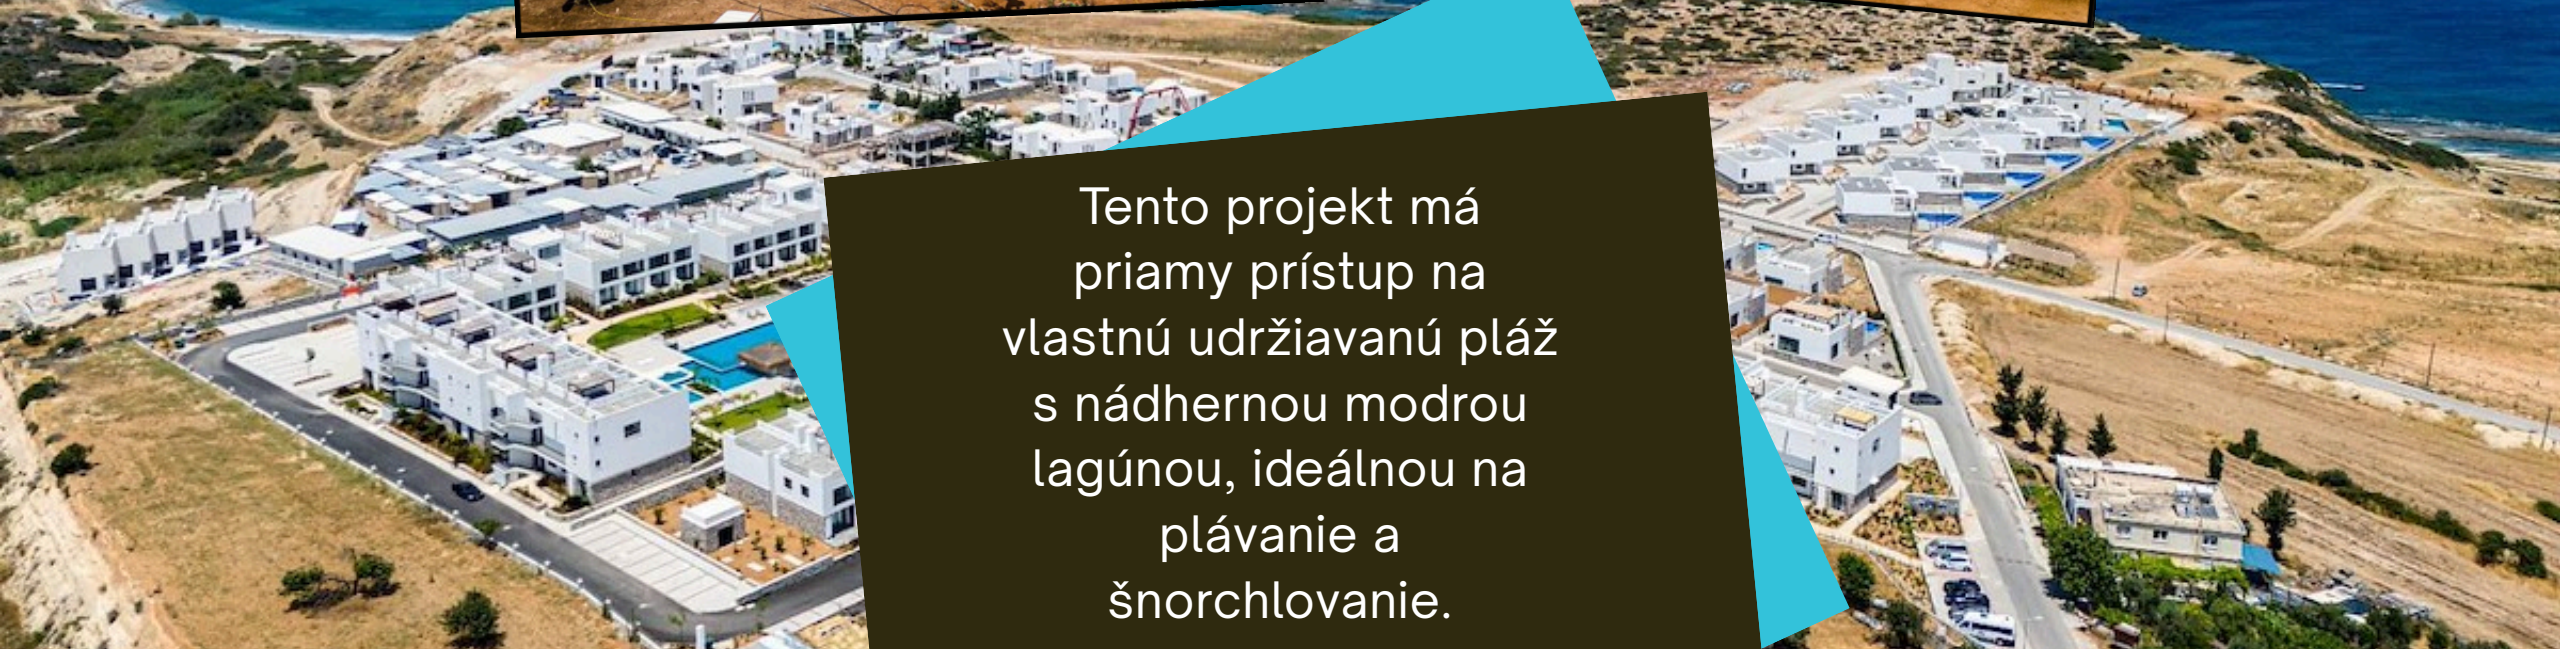 Tento projekt má
priamy prístup na
vlastnú udržiavanú pláž
s nádhernou modrou
lagúnou, ideálnou na
plávanie a
šnorchlovanie.